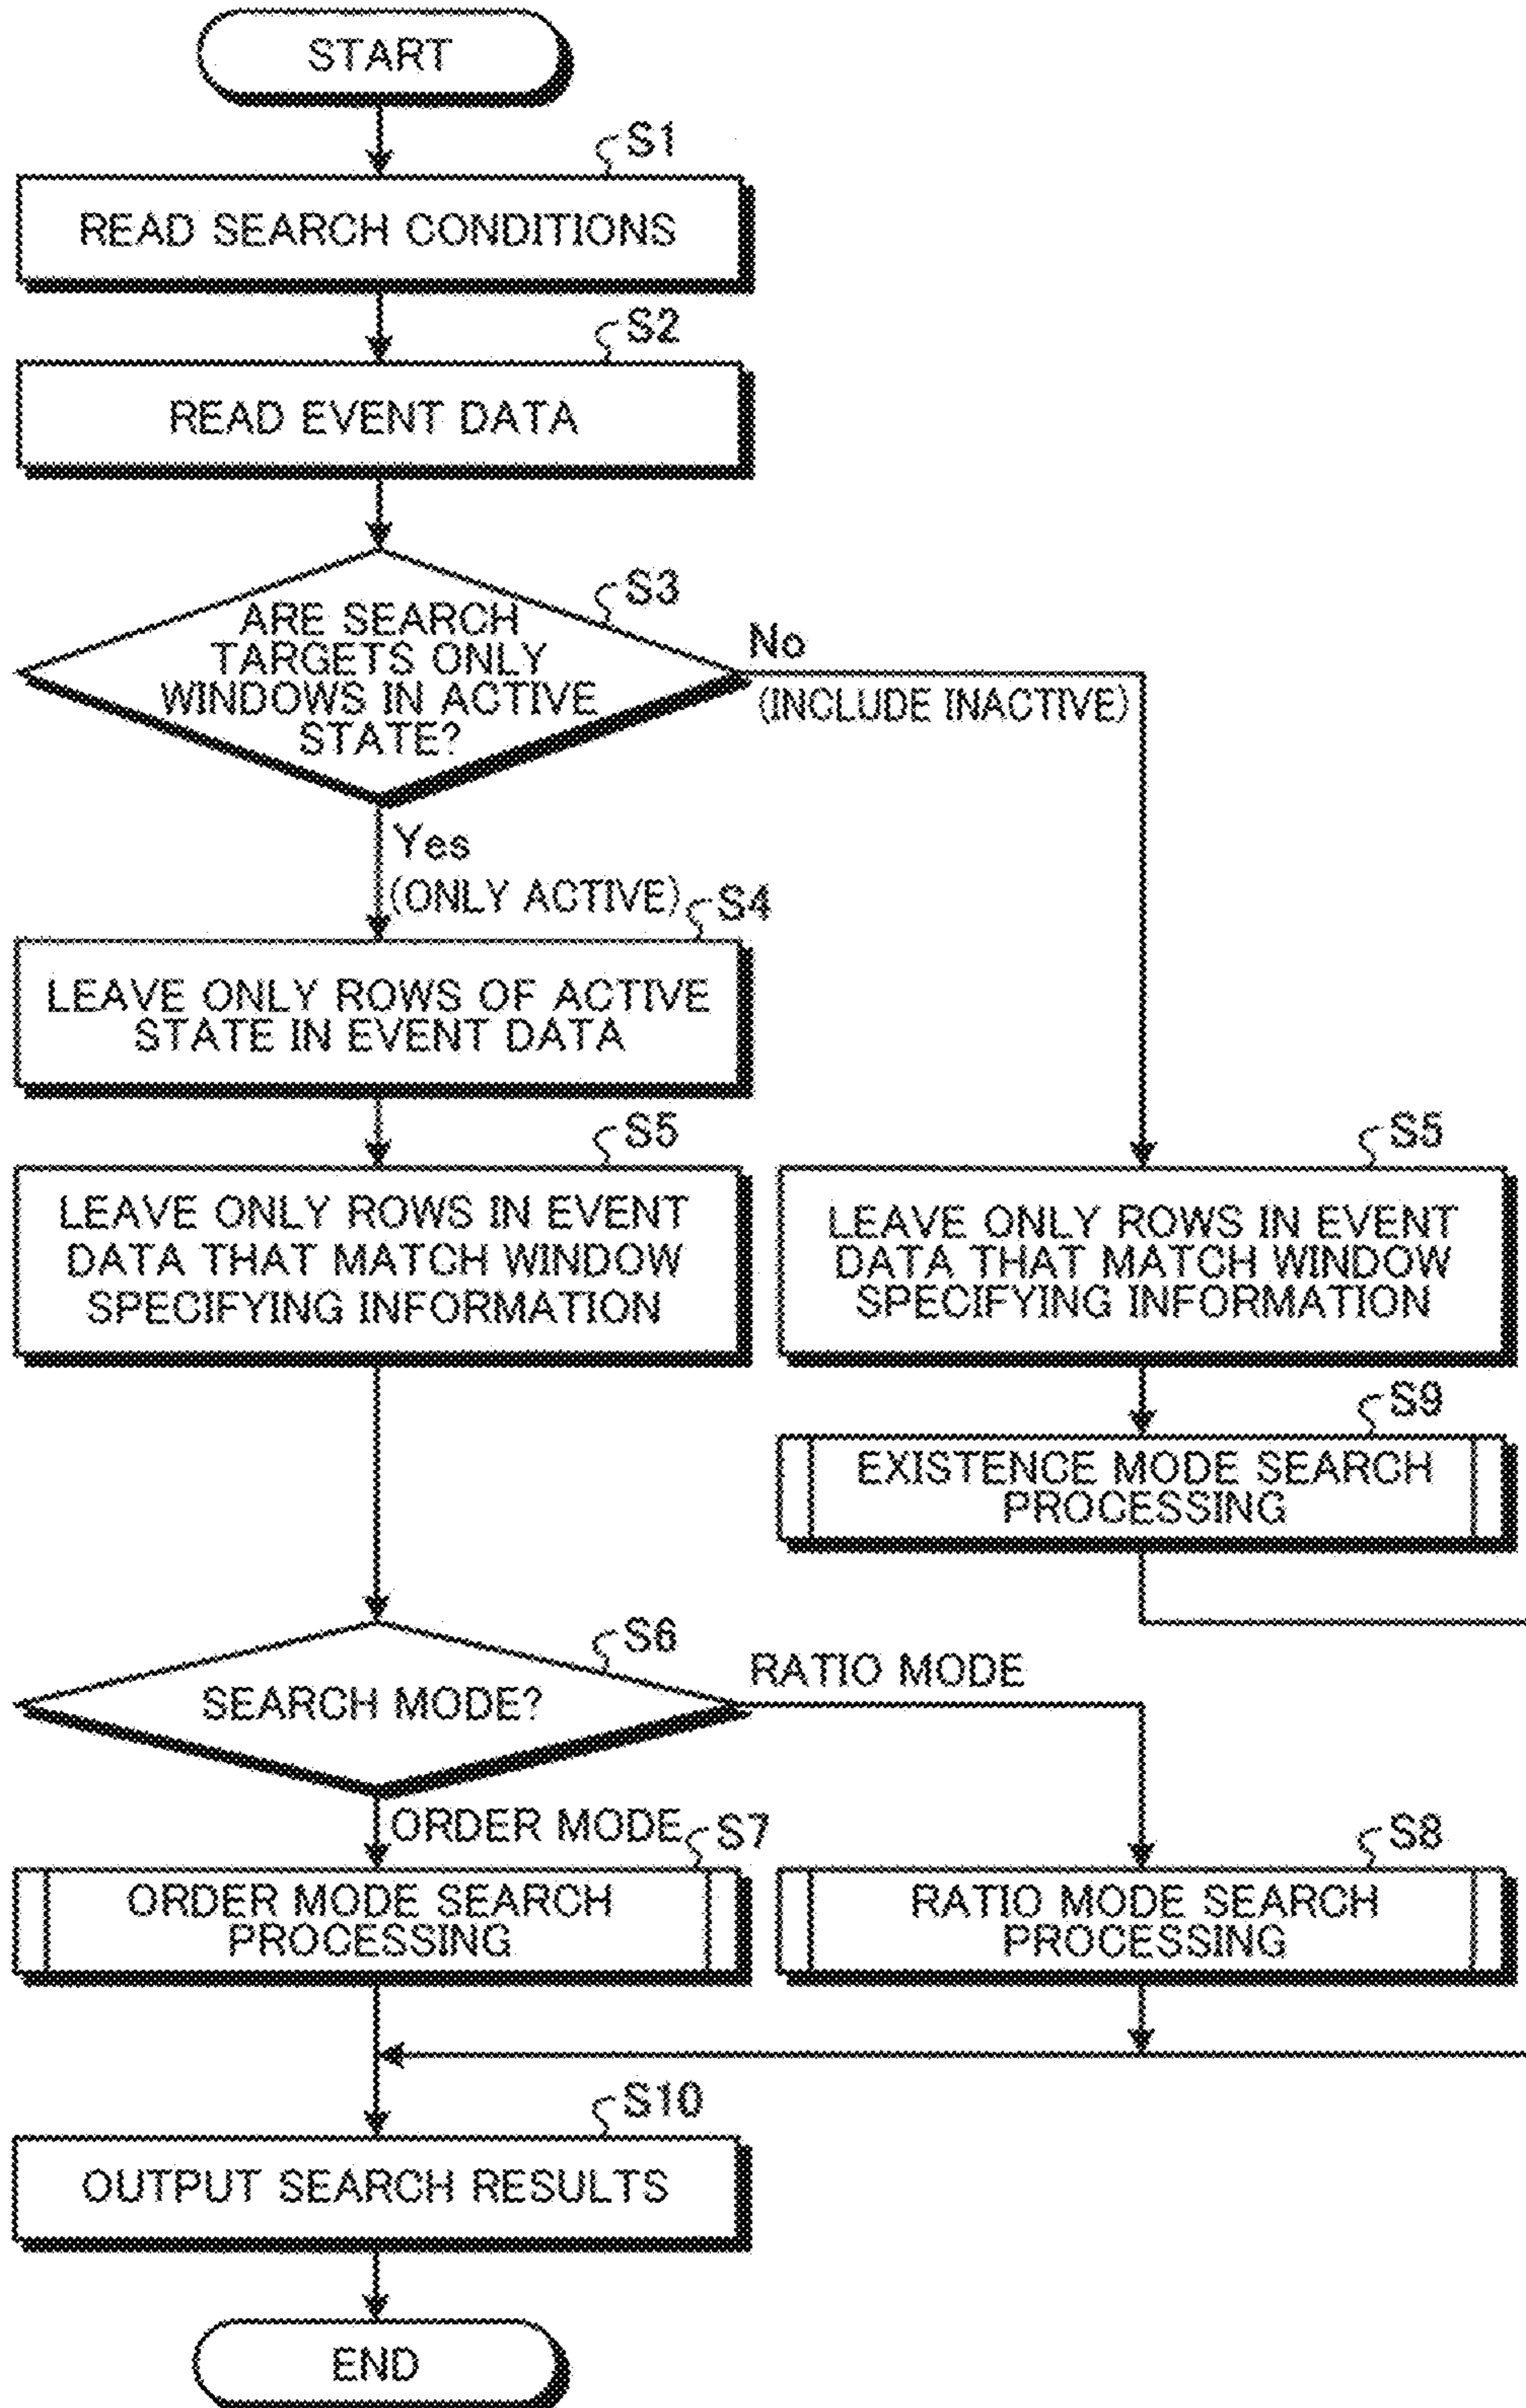 START
S1
READ SEARCH CONDITIONS
S2
READ EVENT DATA
S3
ARE SEARCH
TARGETS ONLY
WINDOWS IN ACTIVE
STATE?
No
(INCLUDE INACTIVE)
Yes
(ONLY ACTIVE)
S4
LEAVE ONLY ROWS OF ACTIVE
STATE IN EVENT DATA
S5
LEAVE ONLY ROWS IN EVENT
DATA THAT MATCH WINDOW
SPECIFYING INFORMATION
S5
LEAVE ONLY ROWS IN EVENT
DATA THAT MATCH WINDOW
SPECIFYING INFORMATION
S9
EXISTENCE MODE SEARCH
PROCESSING
S6
SEARCH MODE?
RATIO MODE
ORDER MODE
S7
ORDER MODE SEARCH
PROCESSING
S8
RATIO MODE SEARCH
PROCESSING
S10
OUTPUT SEARCH RESULTS
END